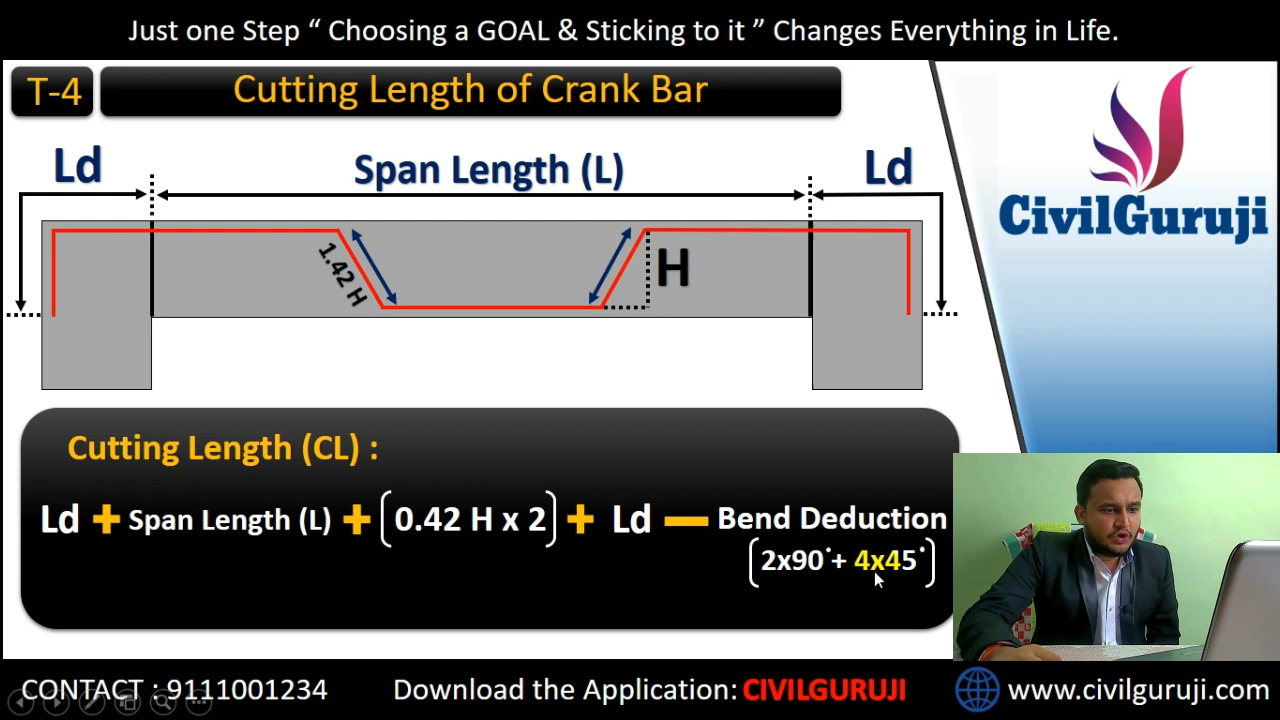 Just one Step “ Choosing a GOAL & Sticking to it ” Changes Everything in Life.
T-4 Cutting Length of Crank Bar
Ld Span Length (L) Ld
CivilGuruji
1.42 H
H
Cutting Length (CL) :
Ld + Span Length (L) + (0.42 H x 2) + Ld — Bend Deduction
(2x90°+ 4x45°)
CONTACT : 9111001234 Download the Application: CIVILGURUJI www.civilguruji.com